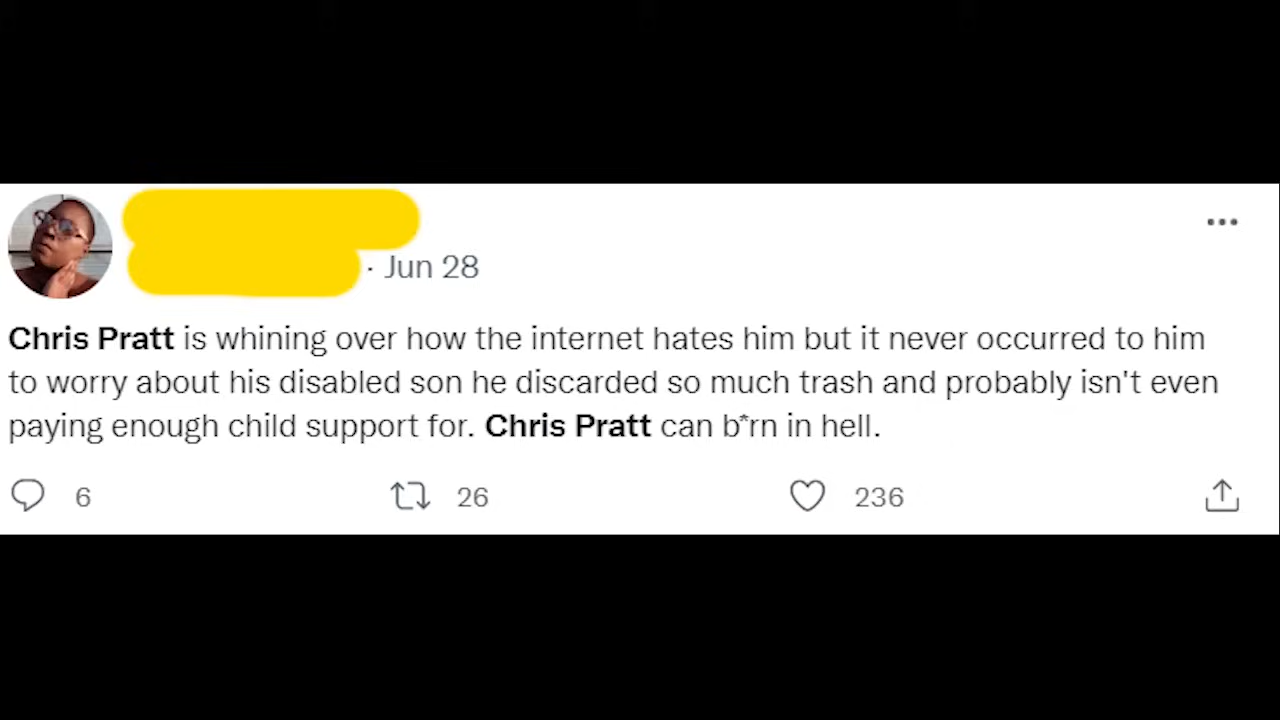 · Jun 28
Chris Pratt is whining over how the internet hates him but it never occurred to him
to worry about his disabled son he discarded so much trash and probably isn't even
paying enough child support for. Chris Pratt can b*rn in hell.
6 26 236